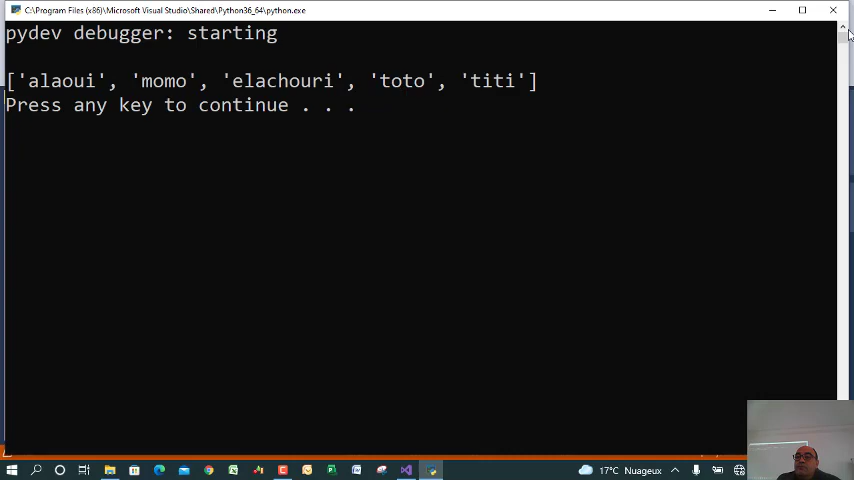 C:\Program Files (x86)\Microsoft Visual Studio\Shared\Python36_64\python.exe
pydev debugger: starting
['alaoui', 'momo', 'elachouri', 'toto', 'titi']
Press any key to continue . . .
17°C Nuageux